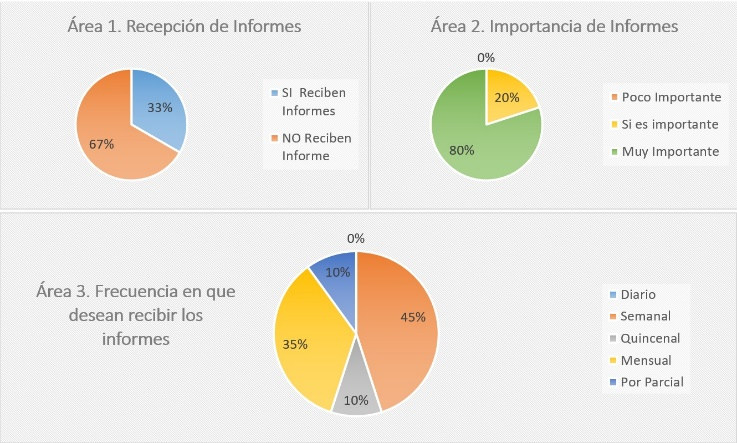 Área 1. Recepción de Informes
33%
67%
SI Reciben
Informes
NO Reciben
Informe
Área 2. Importancia de Informes
0%
20%
80%
Poco Importante
Si es importante
Muy Importante
Área 3. Frecuencia en que
desean recibir los
informes
0%
10%
45%
35%
10%
Diario
Semanal
Quincenal
Mensual
Por Parcial